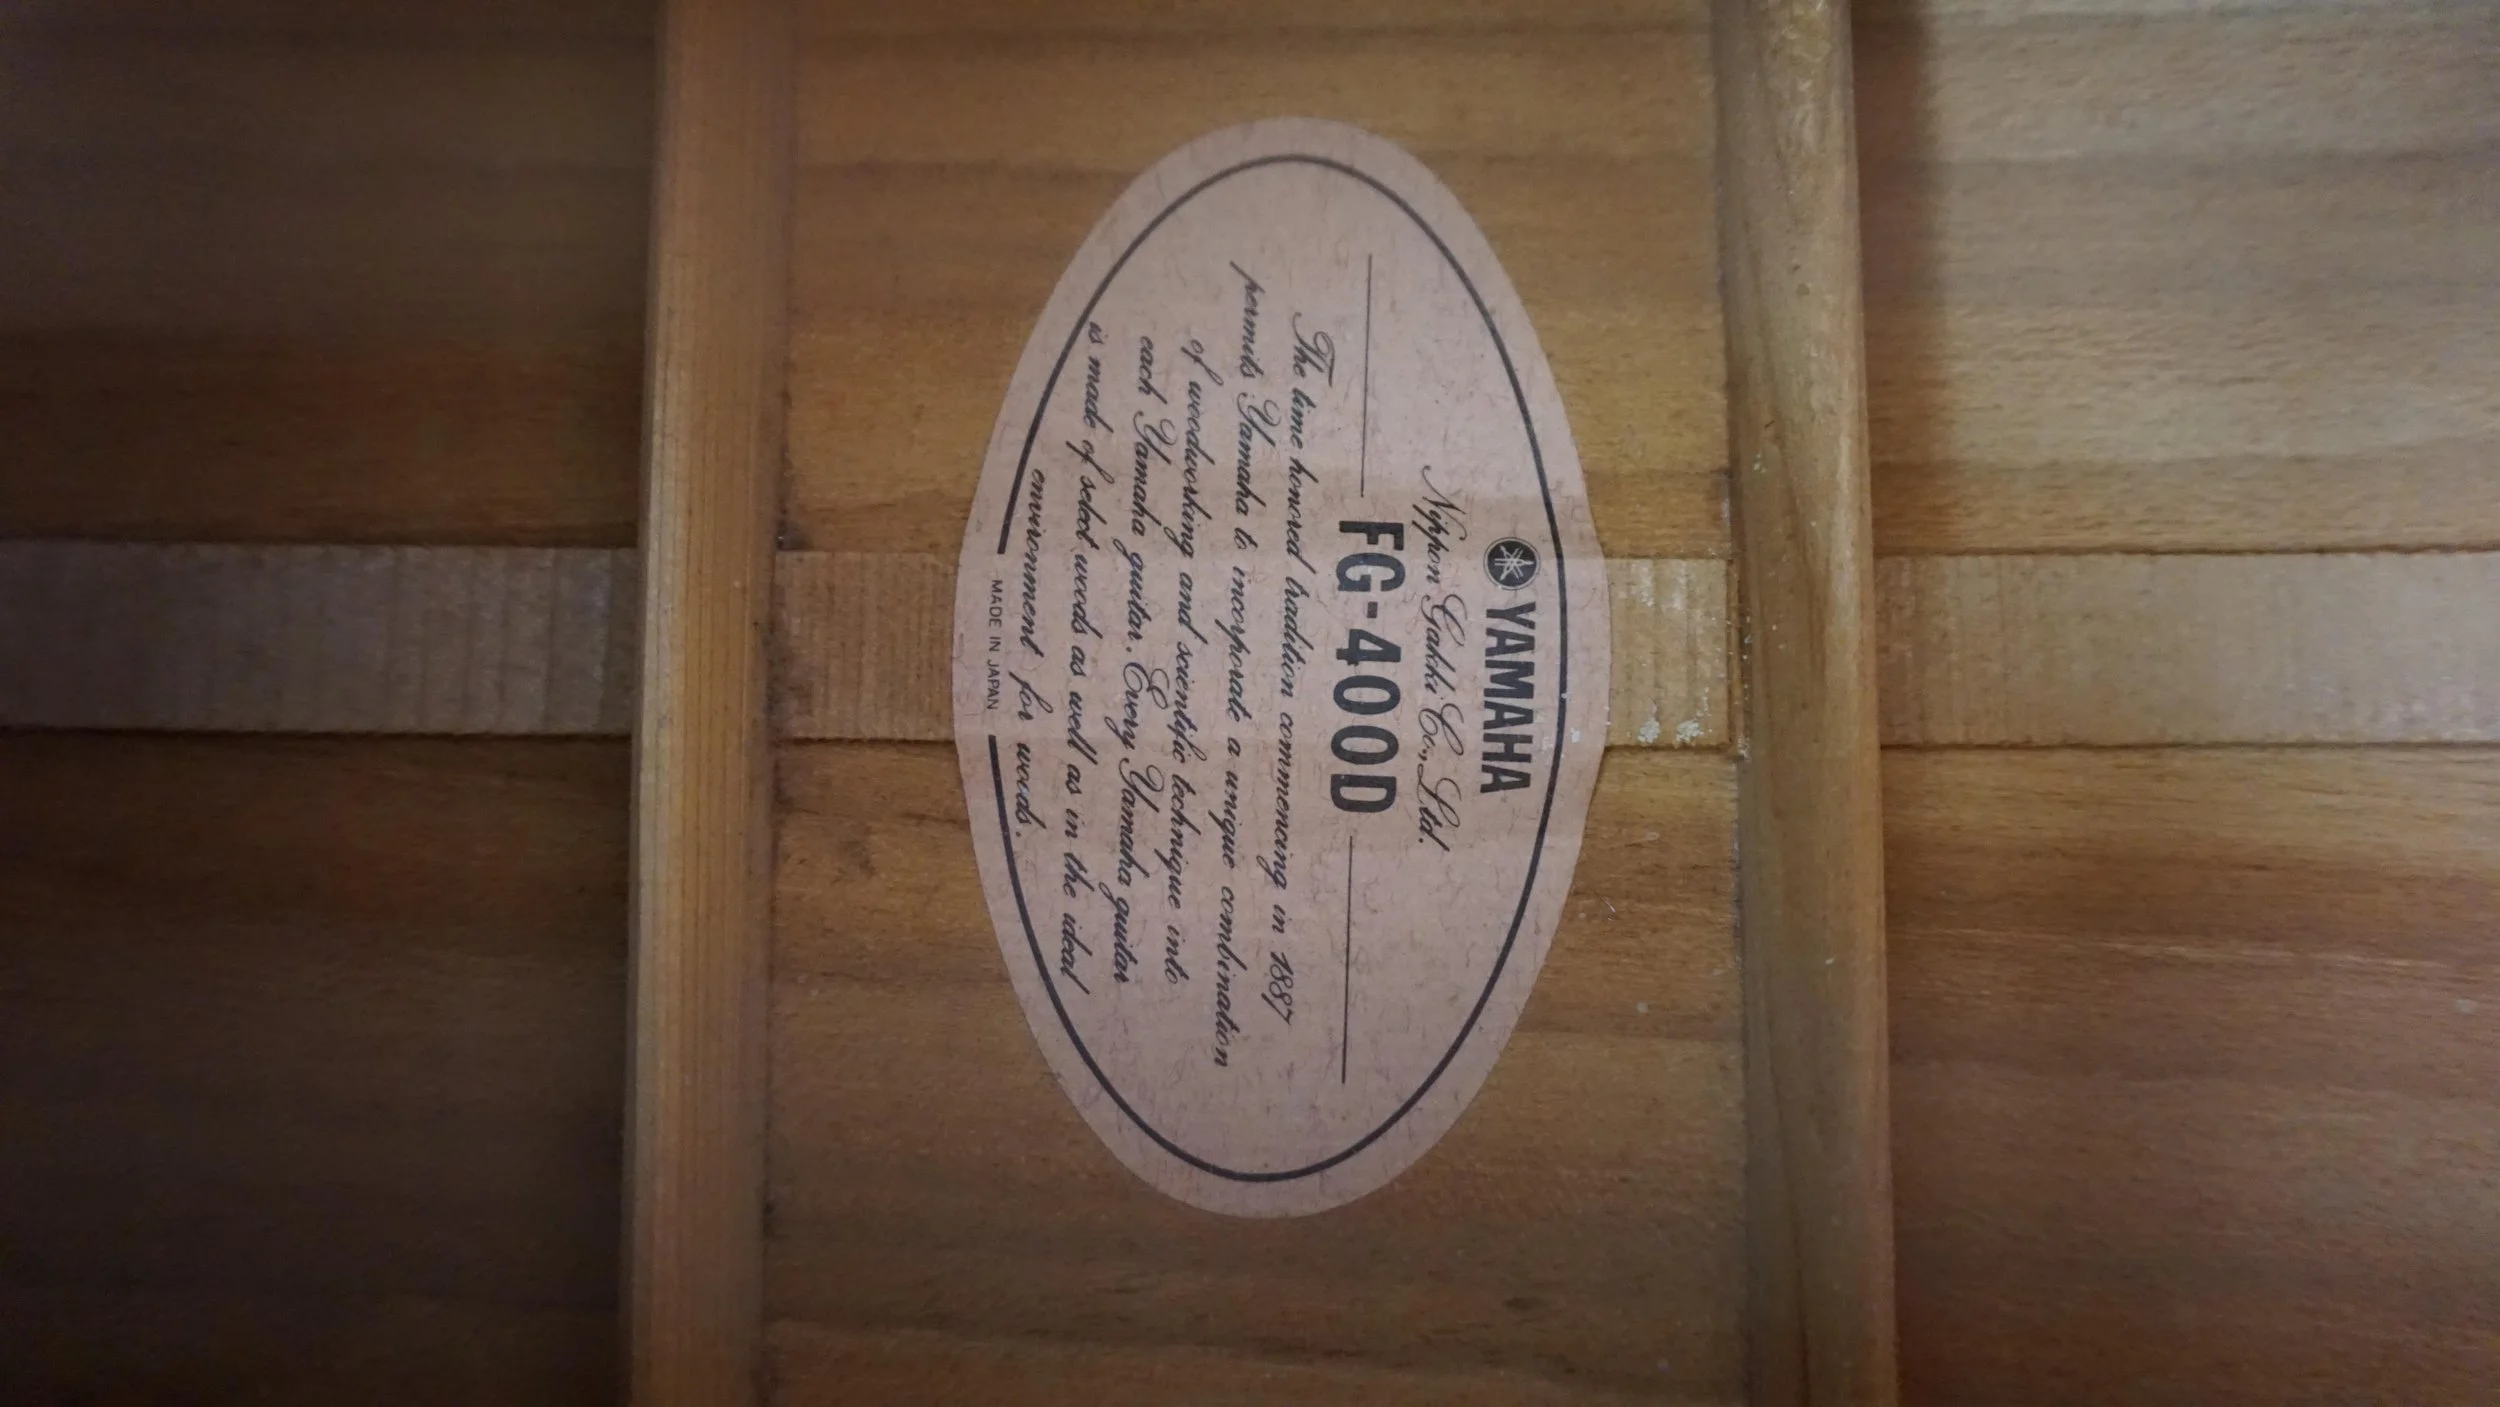 YAMAHA
Nippon Gakki Co., Ltd.
FG-400D
The time honored tradition commencing in 1887
permits Yamaha to incorporate a unique combination
of woodworking and scientific technique into
each Yamaha guitar. Every Yamaha guitar
is made of select woods as well as in the ideal
environment for woods.
MADE IN JAPAN